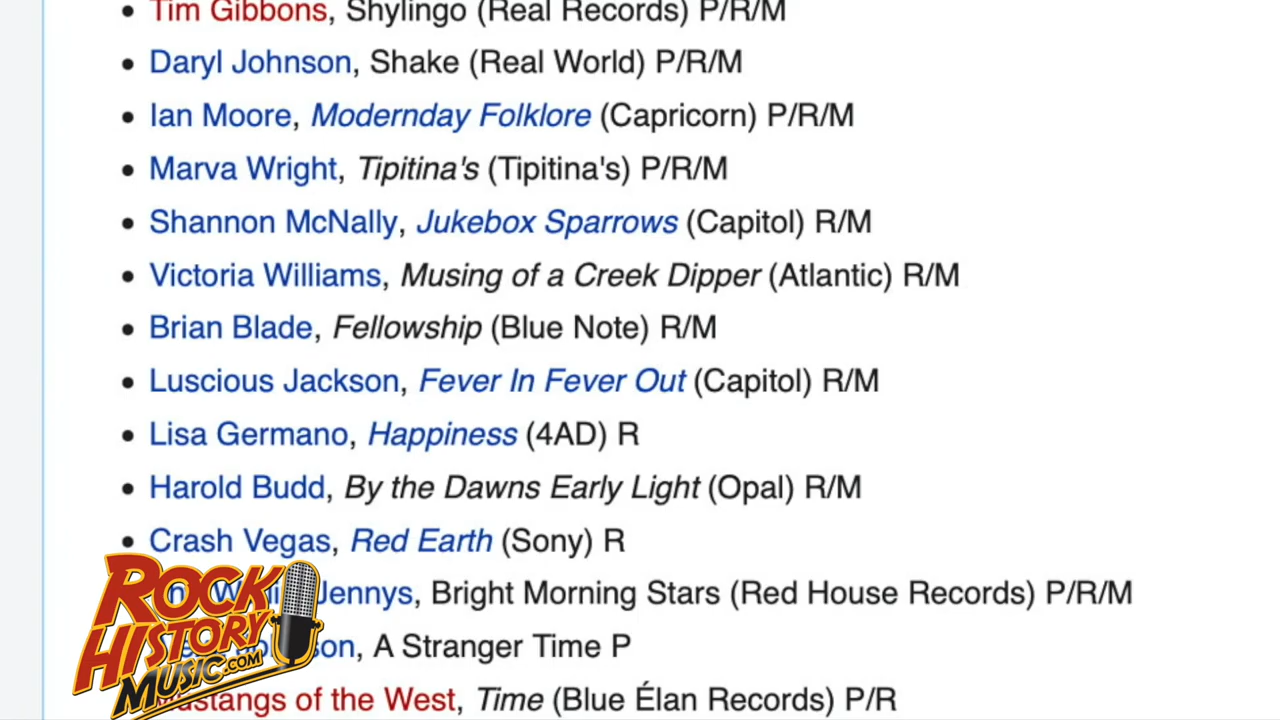 Tim Gibbons, Shylingo (Real Records) P/R/M
Daryl Johnson, Shake (Real World) P/R/M
Ian Moore, Modernday Folklore (Capricorn) P/R/M
Marva Wright, Tipitina's (Tipitina's) P/R/M
Shannon McNally, Jukebox Sparrows (Capitol) R/M
Victoria Williams, Musing of a Creek Dipper (Atlantic) R/M
Brian Blade, Fellowship (Blue Note) R/M
Luscious Jackson, Fever In Fever Out (Capitol) R/M
Lisa Germano, Happiness (4AD) R
Harold Budd, By the Dawns Early Light (Opal) R/M
Crash Vegas, Red Earth (Sony) R
Jennys, Bright Morning Stars (Red House Records) P/R/M
A Stranger Time P
Mustangs of the West, Time (Blue Élan Records) P/R
ROCK
HISTORY
MUSIC.COM